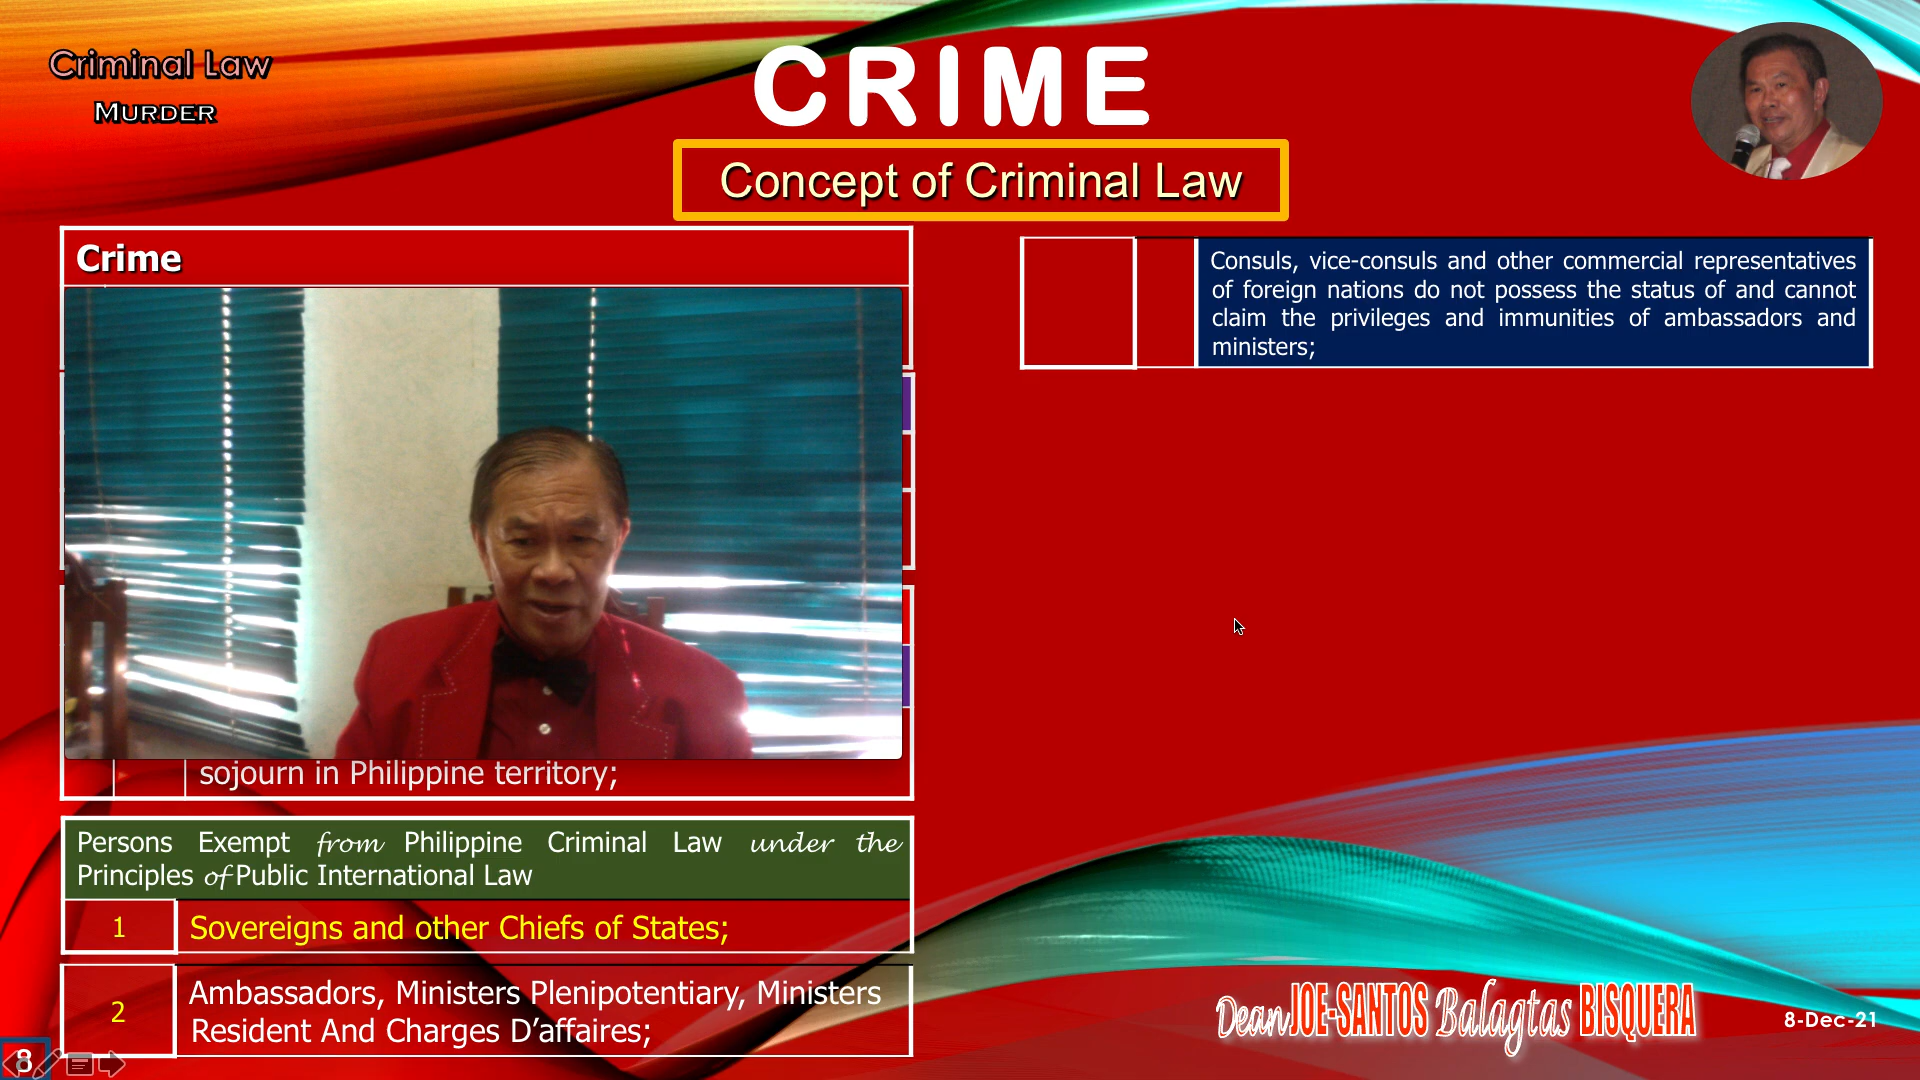 Criminal Law
MURDER
CRIME
Concept of Criminal Law
Crime
sojourn in Philippine territory;
Persons Exempt from Philippine Criminal Law under the
Principles of Public International Law
1 Sovereigns and other Chiefs of States;
2 Ambassadors, Ministers Plenipotentiary, Ministers
Resident And Charges D’affaires;
Consuls, vice-consuls and other commercial representatives
of foreign nations do not possess the status of and cannot
claim the privileges and immunities of ambassadors and
ministers;
Dean JOE-SANTOS Balagtas BISQUERA
8-Dec-21
8